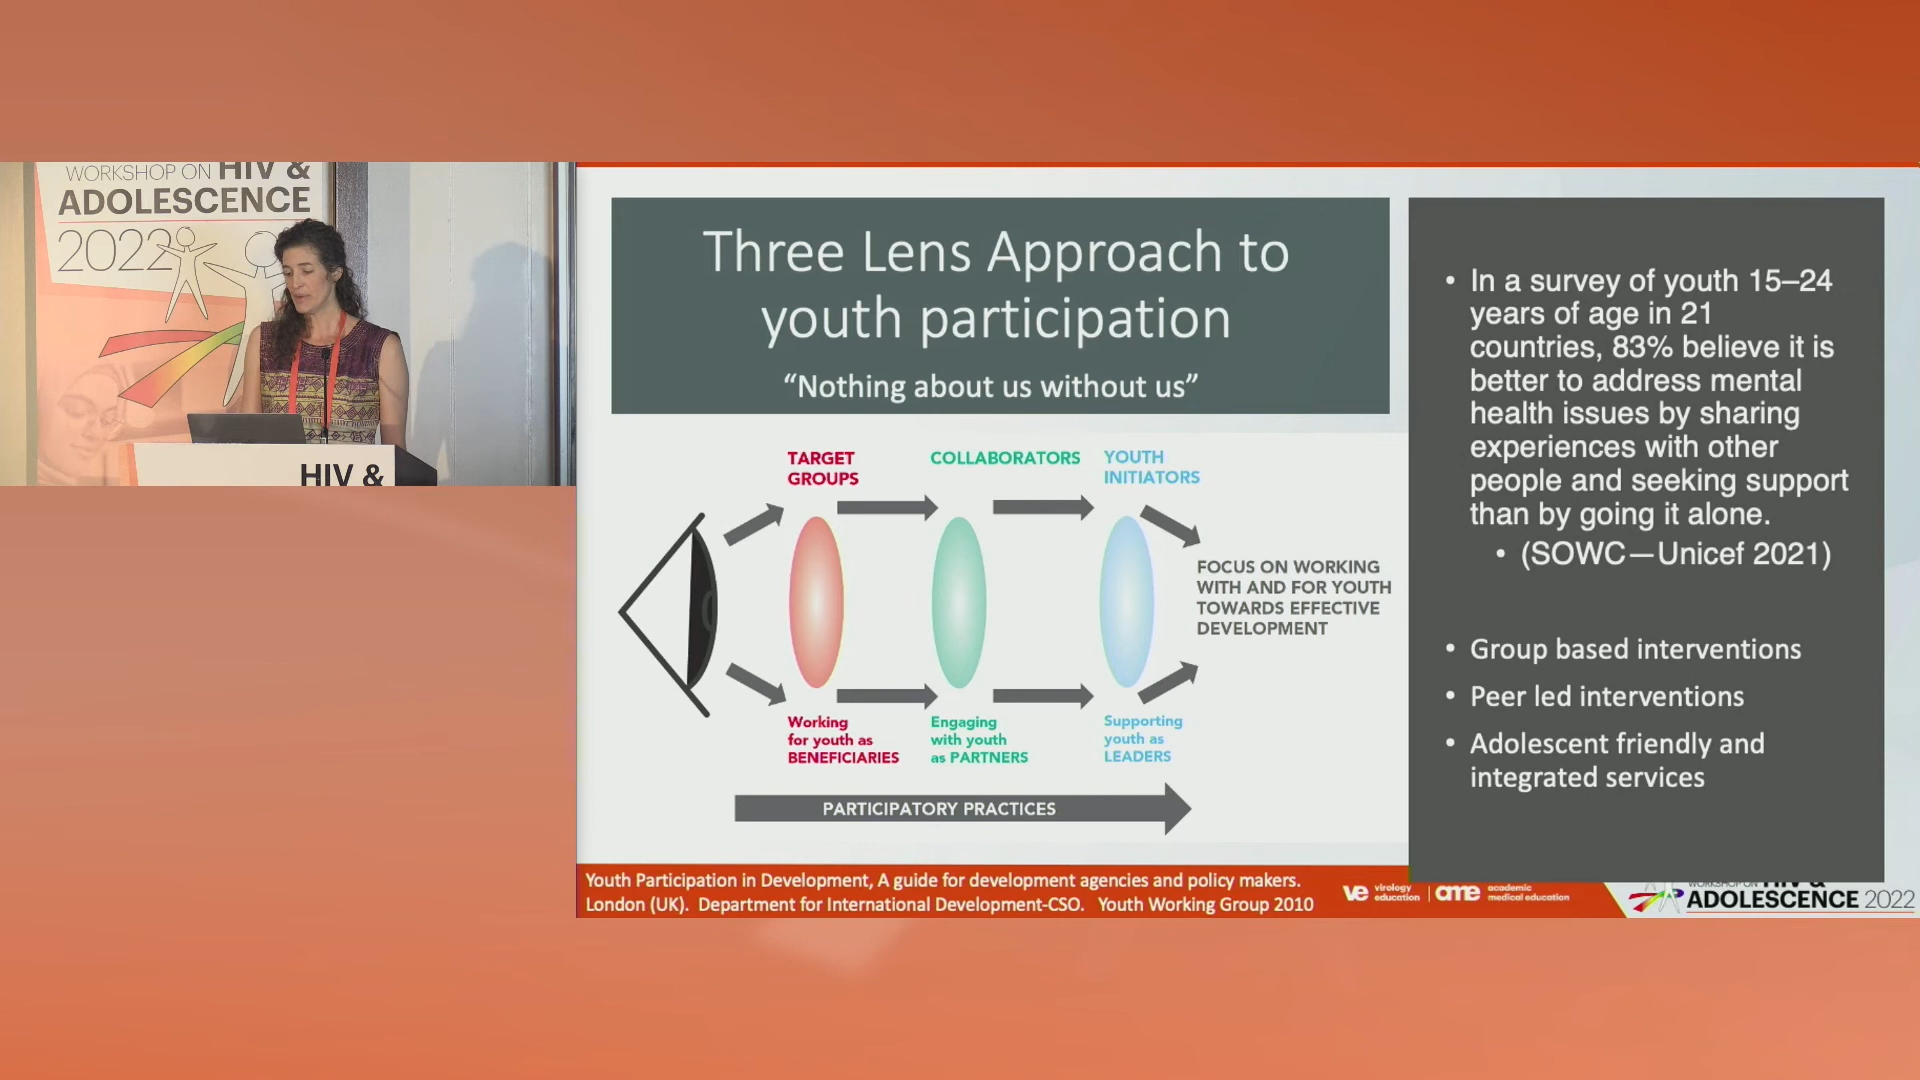 WORKSHOP ON HIV &
ADOLESCENCE
2022
HIV &
Three Lens Approach to
youth participation
“Nothing about us without us”
TARGET
GROUPS
COLLABORATORS
YOUTH
INITIATORS
FOCUS ON WORKING
WITH AND FOR YOUTH
TOWARDS EFFECTIVE
DEVELOPMENT
Working
for youth as
BENEFICIARIES
Engaging
with youth
as PARTNERS
Supporting
youth as
LEADERS
PARTICIPATORY PRACTICES
• In a survey of youth 15–24
years of age in 21
countries, 83% believe it is
better to address mental
health issues by sharing
experiences with other
people and seeking support
than by going it alone.
• (SOWC—Unicef 2021)
• Group based interventions
• Peer led interventions
• Adolescent friendly and
integrated services
Youth Participation in Development, A guide for development agencies and policy makers.
London (UK). Department for International Development-CSO. Youth Working Group 2010
ve virology
education
ame academic
medical education
WORKSHOP ON HIV &
ADOLESCENCE 2022